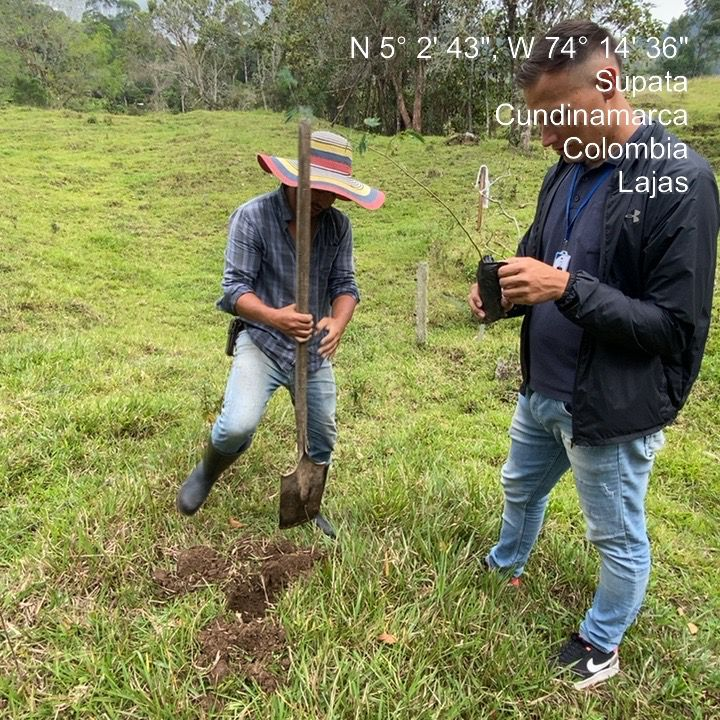 N 5° 2' 43", W 74° 14' 36"
Supata
Cundinamarca
Colombia
Lajas